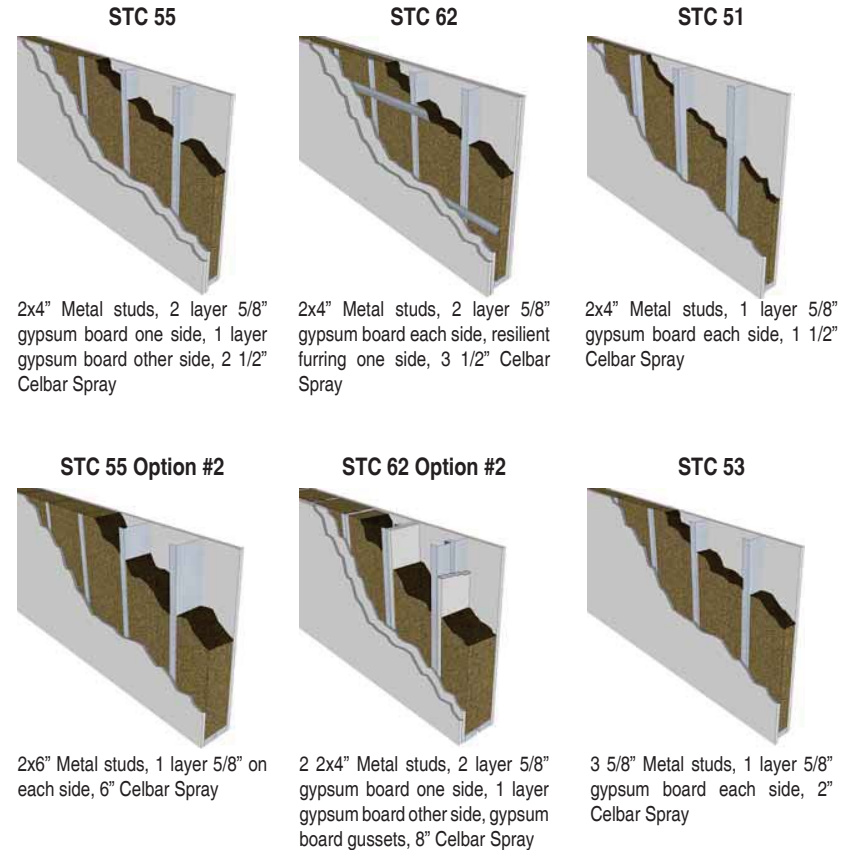 STC 55
STC 62
STC 51
2x4” Metal studs, 2 layer 5/8”
gypsum board one side, 1 layer
gypsum board other side, 2 1/2”
Celbar Spray
2x4” Metal studs, 2 layer 5/8”
gypsum board each side, resilient
furring one side, 3 1/2” Celbar
Spray
2x4” Metal studs, 1 layer 5/8”
gypsum board each side, 1 1/2”
Celbar Spray
STC 55 Option #2
STC 62 Option #2
STC 53
2x6” Metal studs, 1 layer 5/8” on
each side, 6” Celbar Spray
2 2x4” Metal studs, 2 layer 5/8”
gypsum board one side, 1 layer
gypsum board other side, gypsum
board gussets, 8” Celbar Spray
3 5/8” Metal studs, 1 layer 5/8”
gypsum board each side, 2”
Celbar Spray